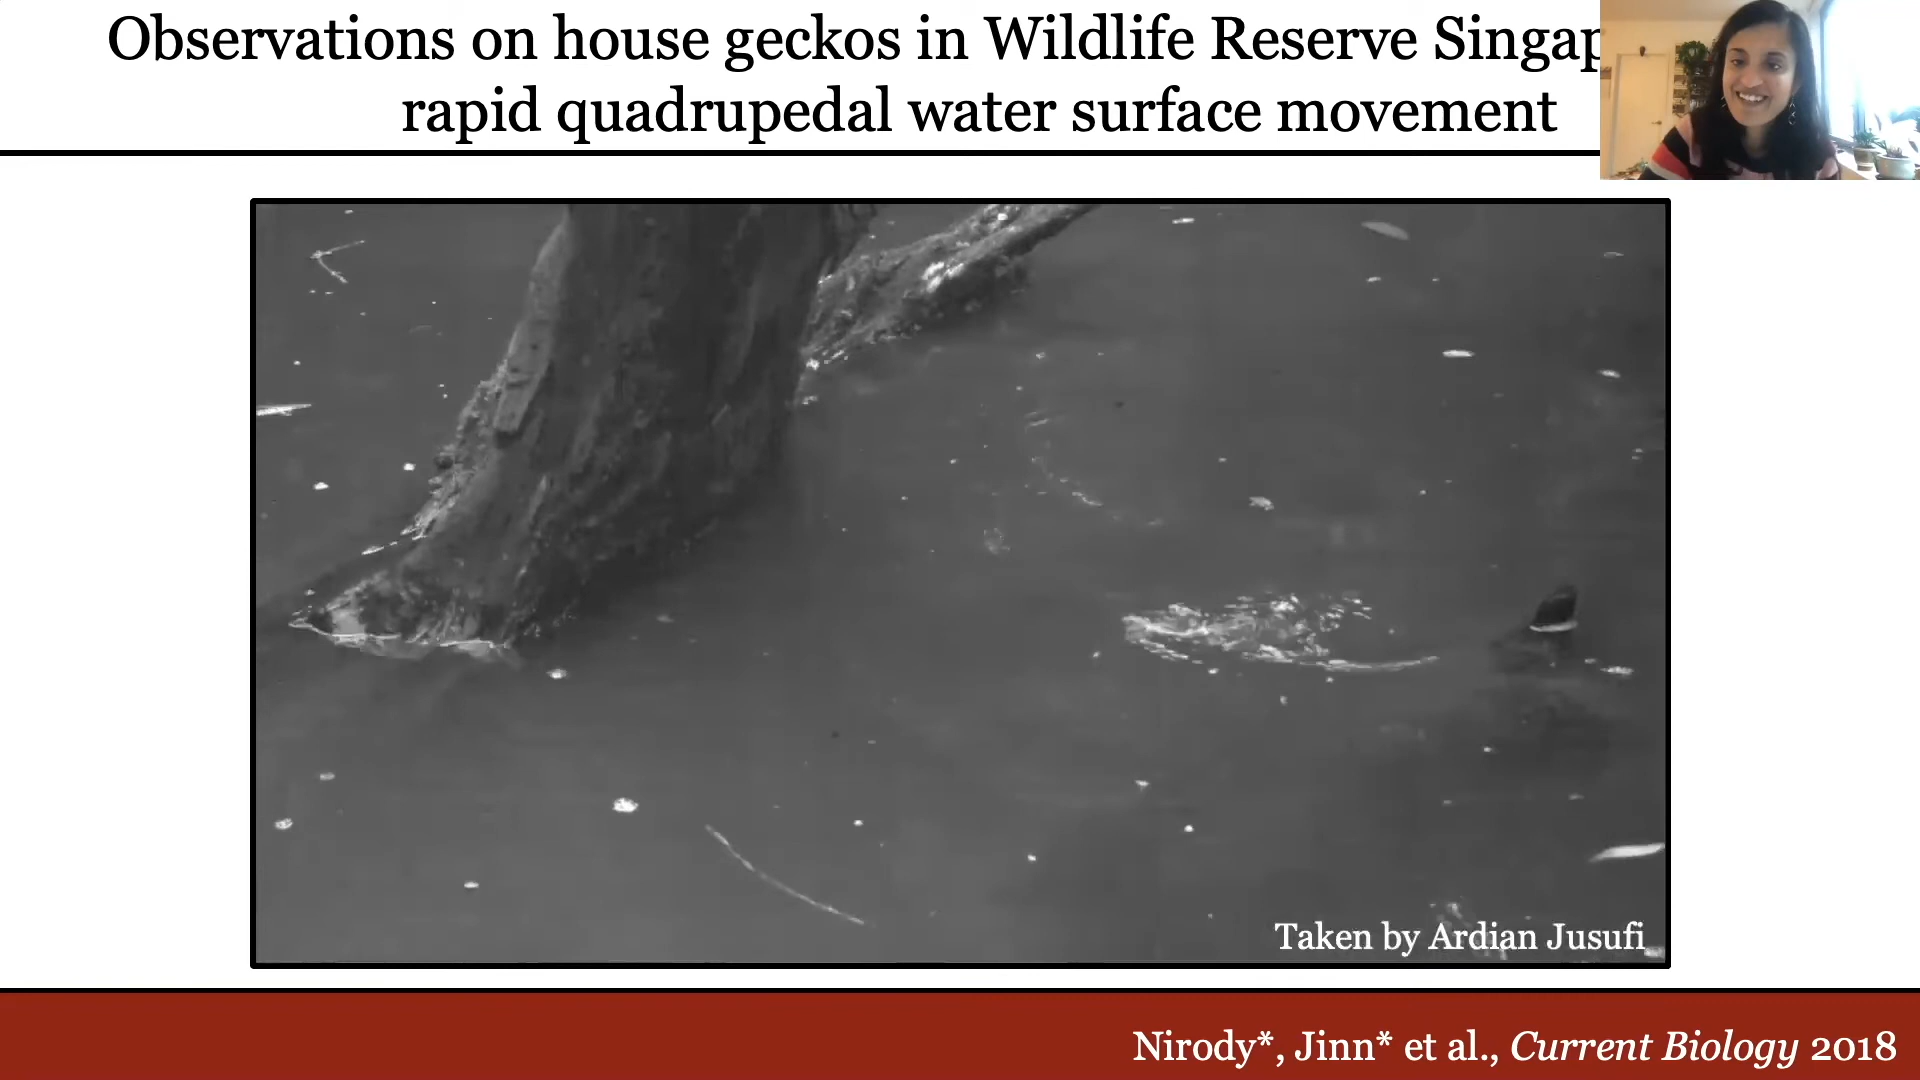 Observations on house geckos in Wildlife Reserve Singap
rapid quadrupedal water surface movement
Taken by Ardian Jusufi
Nirody*, Jinn* et al., Current Biology 2018